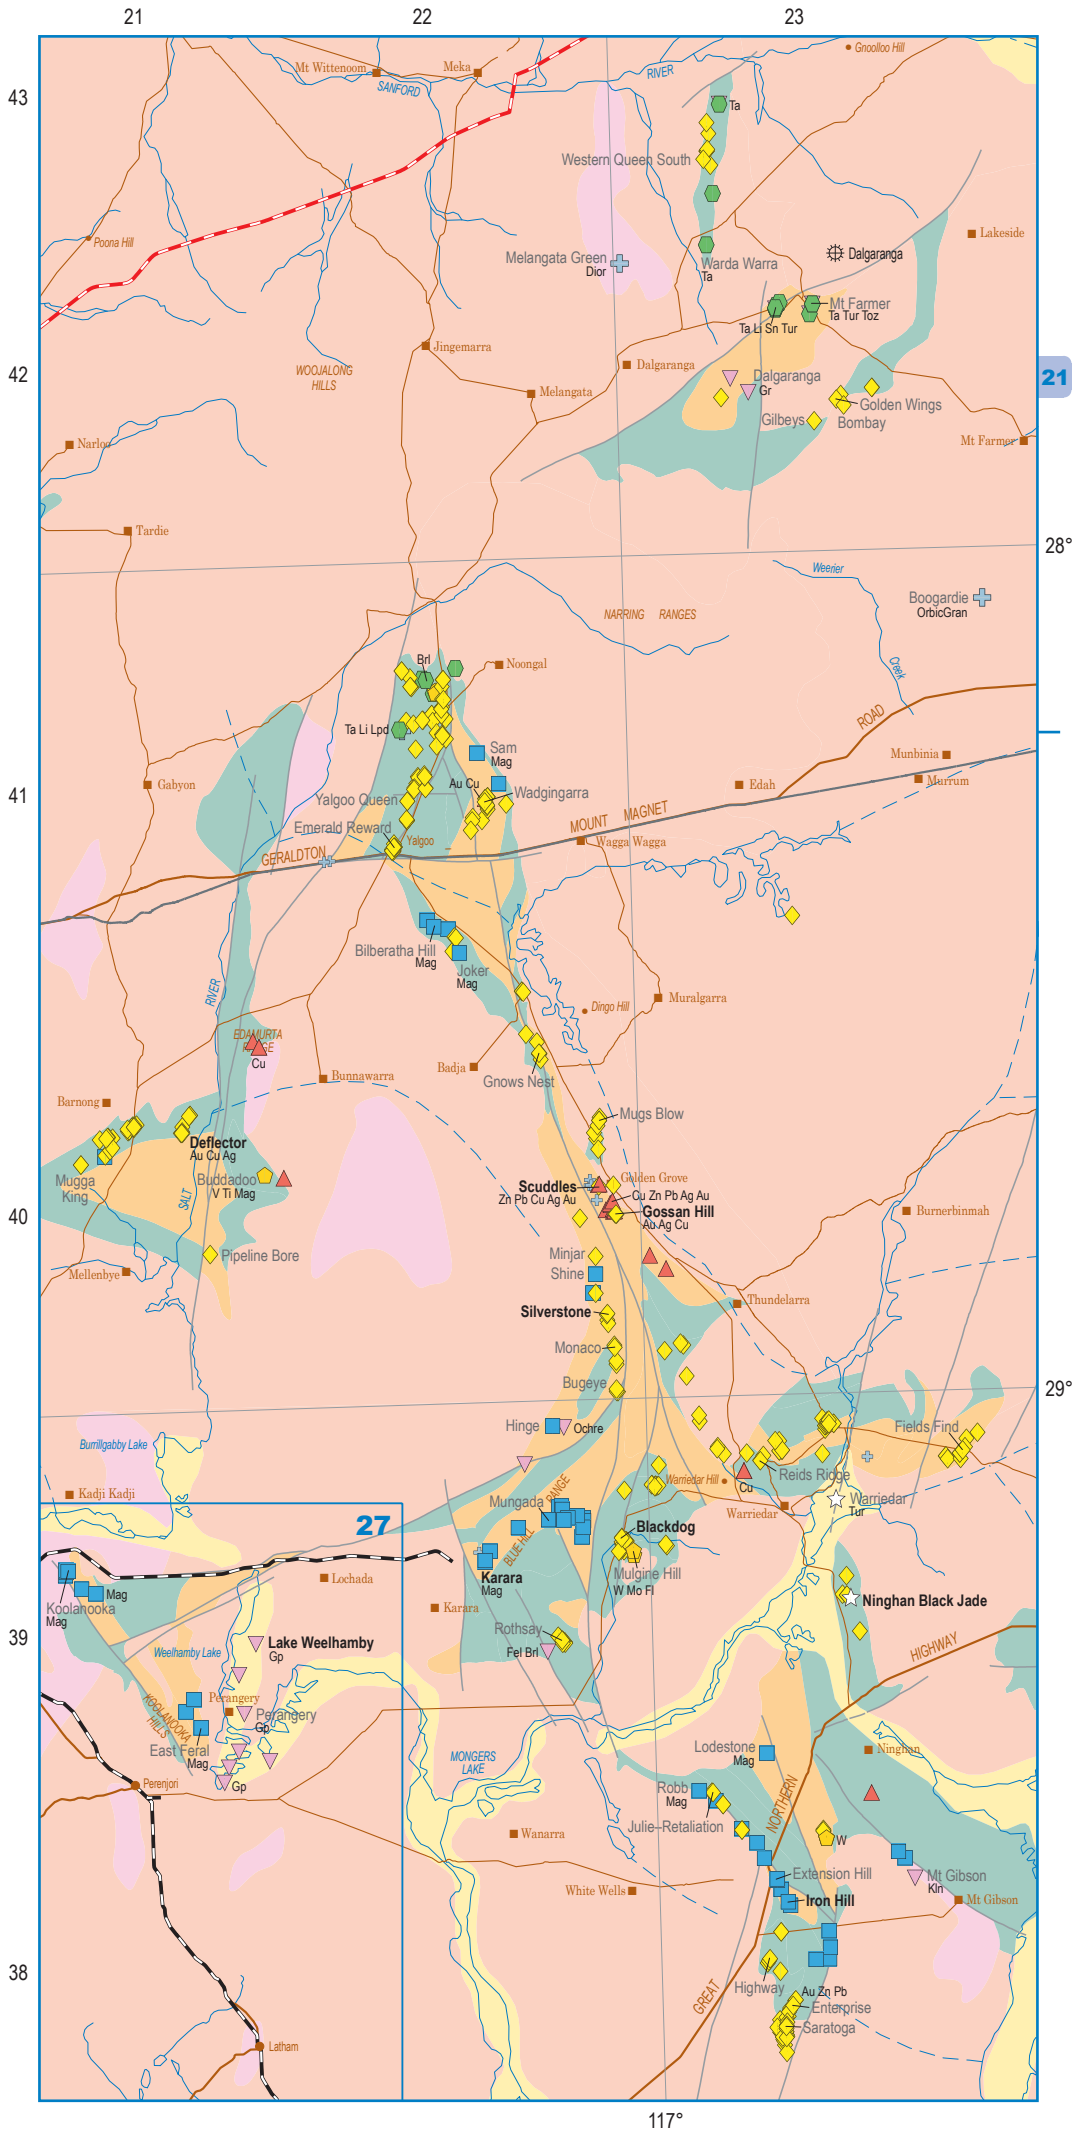 21 22 23
Gnoolloo Hill
Mt Wittenoom
Meka
RIVER
SANFORD
43
Ta
Western Queen South
Poona Hill
Lakeside
Melangata Green
Dior
Warda Warra
Ta
Dalgaranga
Mt Farmer
Ta Tur Toz
Ta Li Sn Tur
Jingemarra
WOOJALONG
HILLS
42
Dalgaranga
Dalgaranga
Gr
21
Melangata
Golden Wings
Gilbeys
Bombay
Narloo
Mt Farmer
Tardie
28°
Weerier
Creek
Boogardie
OrbicGran
NARRING RANGES
Brl
Noongal
Ta Li Lpd
ROAD
Sam
Mag
Munbinia
Murrum
Gabyon
41
Au Cu
Wadgingarra
Edah
Yalgoo Queen
MOUNT MAGNET
Emerald Reward
Yalgoo
Wagga Wagga
GERALDTON
Bilberatha Hill
Mag
Joker
Mag
RIVER
Muralgarra
Dingo Hill
EDAMURTA
RANGE
Cu
Badja
Gnows Nest
Bunnawarra
Barnong
Mugs Blow
Deflector
Au Cu Ag
Mugga
King
Buddadoo
V Ti Mag
SALT
Golden Grove
Scuddles
Zn Pb Cu Ag Au
Cu Zn Pb Ag Au
Gossan Hill
Au Ag Cu
40
Burnerbinmah
Pipeline Bore
Mellenbye
Minjar
Shine
Silverstone
Thundelarra
Monaco
Bugeye
29°
Hinge
Ochre
Fields Find
Burrillgabby Lake
Reids Ridge
Cu
Warriedar Hill
Kadji Kadji
Mungada
BLUE HILL RANGE
Warriedar
Tur
Warriedar
27
Blackdog
Mulgine Hill
W Mo Fl
Karara
Mag
Lochada
Koolanooka
Mag
Mag
Karara
Ninghan Black Jade
39
Rothsay
Fel Brl
Lake Weelhamby
Gp
Weelhamby Lake
HIGHWAY
Perangery
Perangery
Gp
KOOLANOOKA
HILLS
East Feral
Mag
Gp
Perenjori
MONGERS
LAKE
Lodestone
Mag
Ninghan
Robb
Mag
Julie–Retaliation
NORTHERN
W
Wanarra
Extension Hill
Mt Gibson
Kln
White Wells
Iron Hill
Mt Gibson
38
Highway
Au Zn Pb
Enterprise
Saratoga
GREAT
Latham
117°